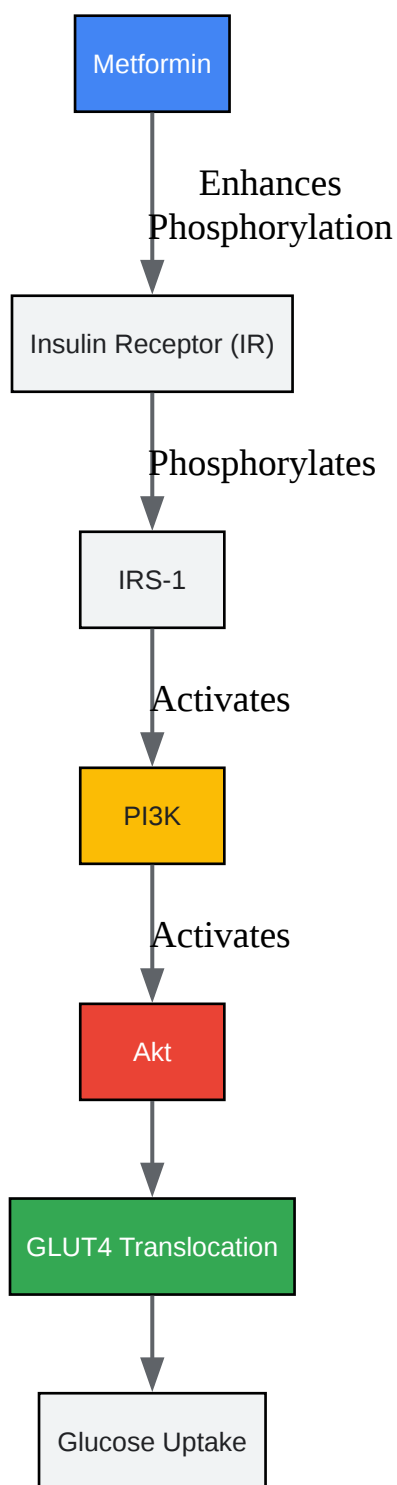 Metformin
Enhances
Phosphorylation
Insulin Receptor (IR)
Phosphorylates
IRS-1
Activates
PI3K
Activates
Akt
GLUT4 Translocation
Glucose Uptake